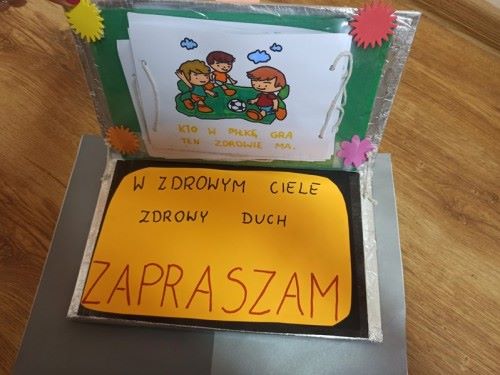 KTO W PIŁKĘ GRA
TEN ZDROWIE MA.
W ZDROWYM CIELE
ZDROWY DUCH
ZAPRASZAM